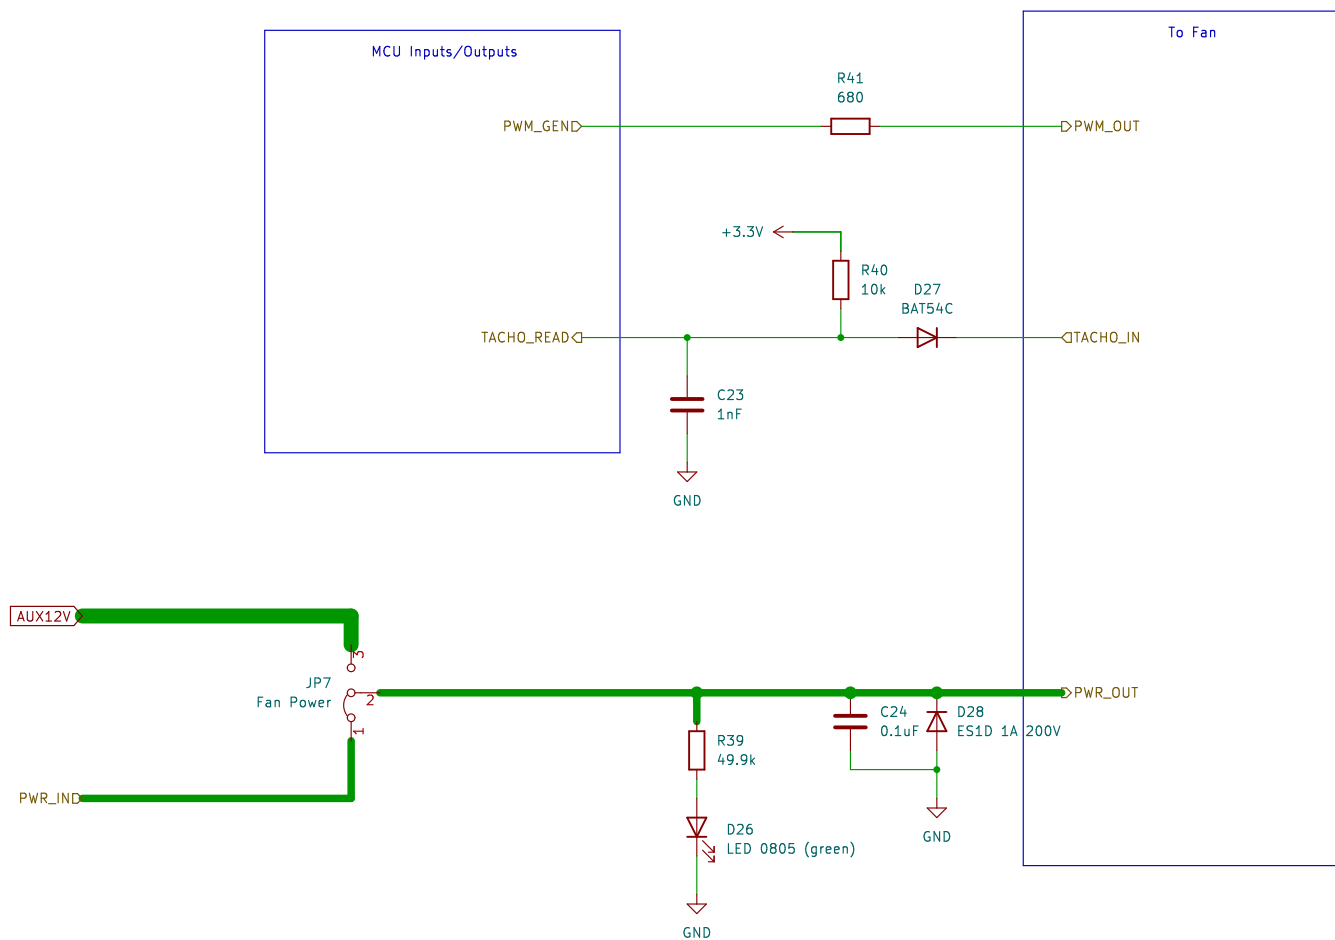 MCU Inputs/Outputs
To Fan
R41
680
PWM_GEN
PWM_OUT
+3.3V
R40
10k
D27
BAT54C
TACHO_READ
TACHO_IN
C23
1nF
GND
AUX12V
3
JP7
Fan Power
2
1
PWR_IN
PWR_OUT
C24
0.1uF
D28
ES1D 1A 200V
R39
49.9k
GND
D26
LED 0805 (green)
GND